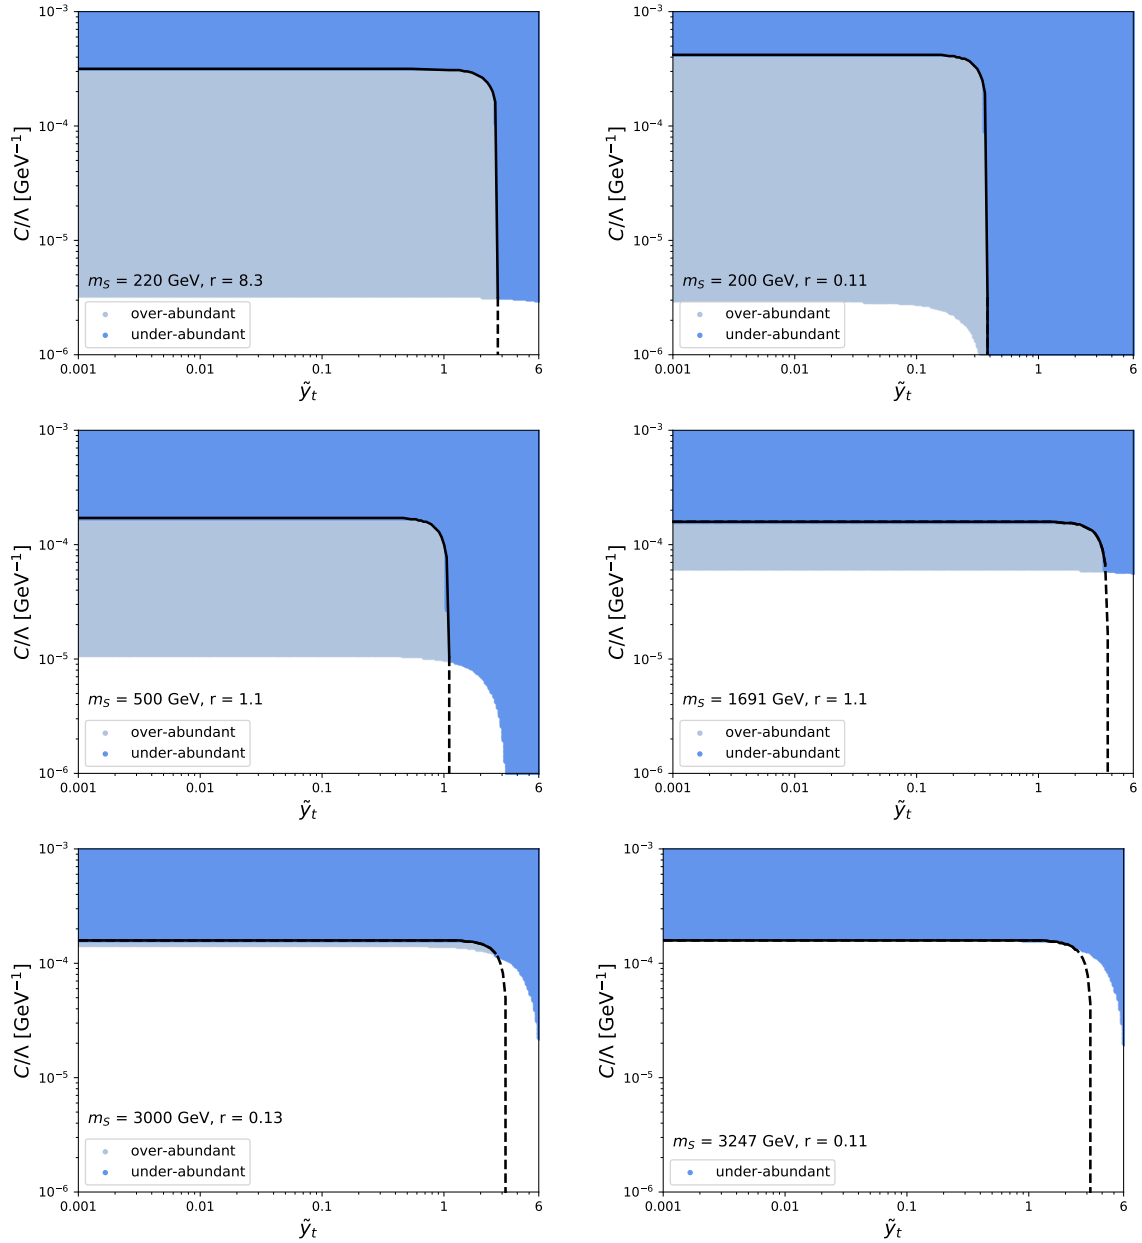 10⁻³
10⁻⁴
10⁻⁵
10⁻⁶
C/Λ [GeV⁻¹]
m_S = 220 GeV, r = 8.3
over-abundant
under-abundant
0.001 0.01 0.1 1 6
ỹ_t
10⁻³
10⁻⁴
10⁻⁵
10⁻⁶
C/Λ [GeV⁻¹]
m_S = 200 GeV, r = 0.11
over-abundant
under-abundant
0.001 0.01 0.1 1 6
ỹ_t
10⁻³
10⁻⁴
10⁻⁵
10⁻⁶
C/Λ [GeV⁻¹]
m_S = 500 GeV, r = 1.1
over-abundant
under-abundant
0.001 0.01 0.1 1 6
ỹ_t
10⁻³
10⁻⁴
10⁻⁵
10⁻⁶
C/Λ [GeV⁻¹]
m_S = 1691 GeV, r = 1.1
over-abundant
under-abundant
0.001 0.01 0.1 1 6
ỹ_t
10⁻³
10⁻⁴
10⁻⁵
10⁻⁶
C/Λ [GeV⁻¹]
m_S = 3000 GeV, r = 0.13
over-abundant
under-abundant
0.001 0.01 0.1 1 6
ỹ_t
10⁻³
10⁻⁴
10⁻⁵
10⁻⁶
C/Λ [GeV⁻¹]
m_S = 3247 GeV, r = 0.11
under-abundant
0.001 0.01 0.1 1 6
ỹ_t